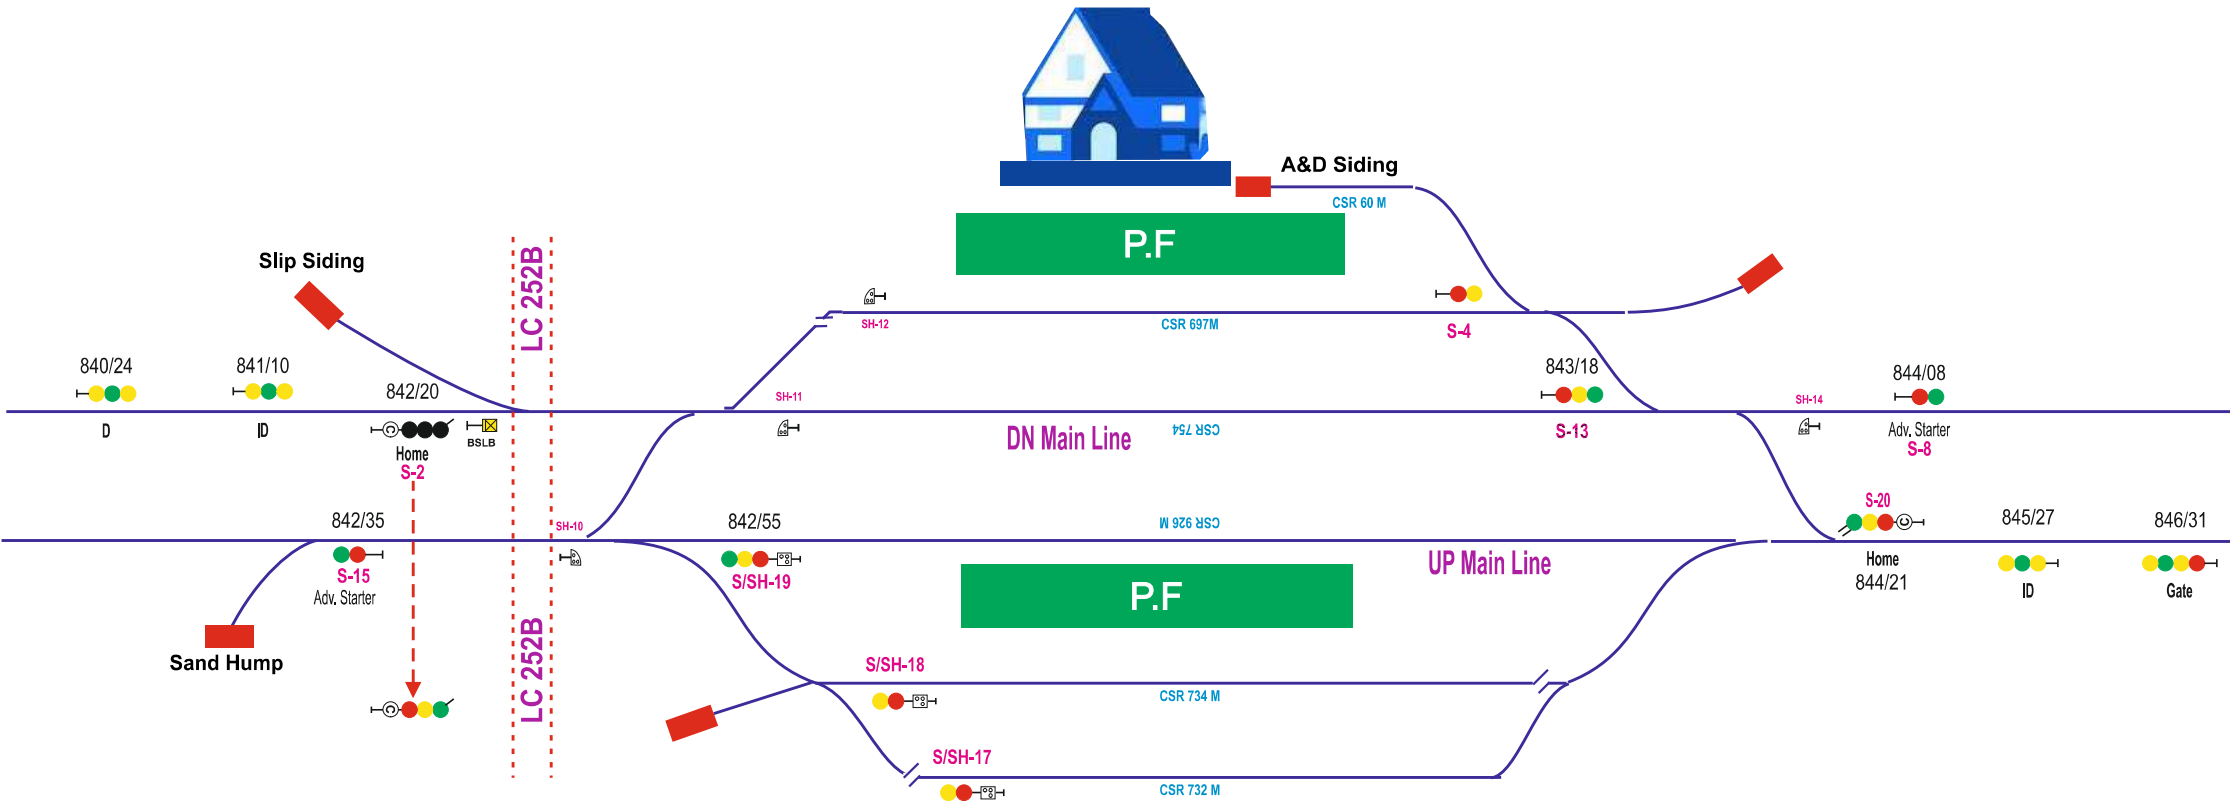 A&D Siding
CSR 60 M
P.F
LC 252B
Slip Siding
SH-12
CSR 697M
S-4
840/24
841/10
842/20
843/18
844/08
SH-11
SH-14
D
ID
C
BSLB
Home
S-2
DN Main Line
CSR 754
S-13
Adv. Starter
S-8
842/35
SH-10
842/55
CSR 926 M
S-20
C
845/27
846/31
S-15
Adv. Starter
S/SH-19
UP Main Line
Home
844/21
ID
Gate
P.F
LC 252B
Sand Hump
C
S/SH-18
CSR 734 M
S/SH-17
CSR 732 M